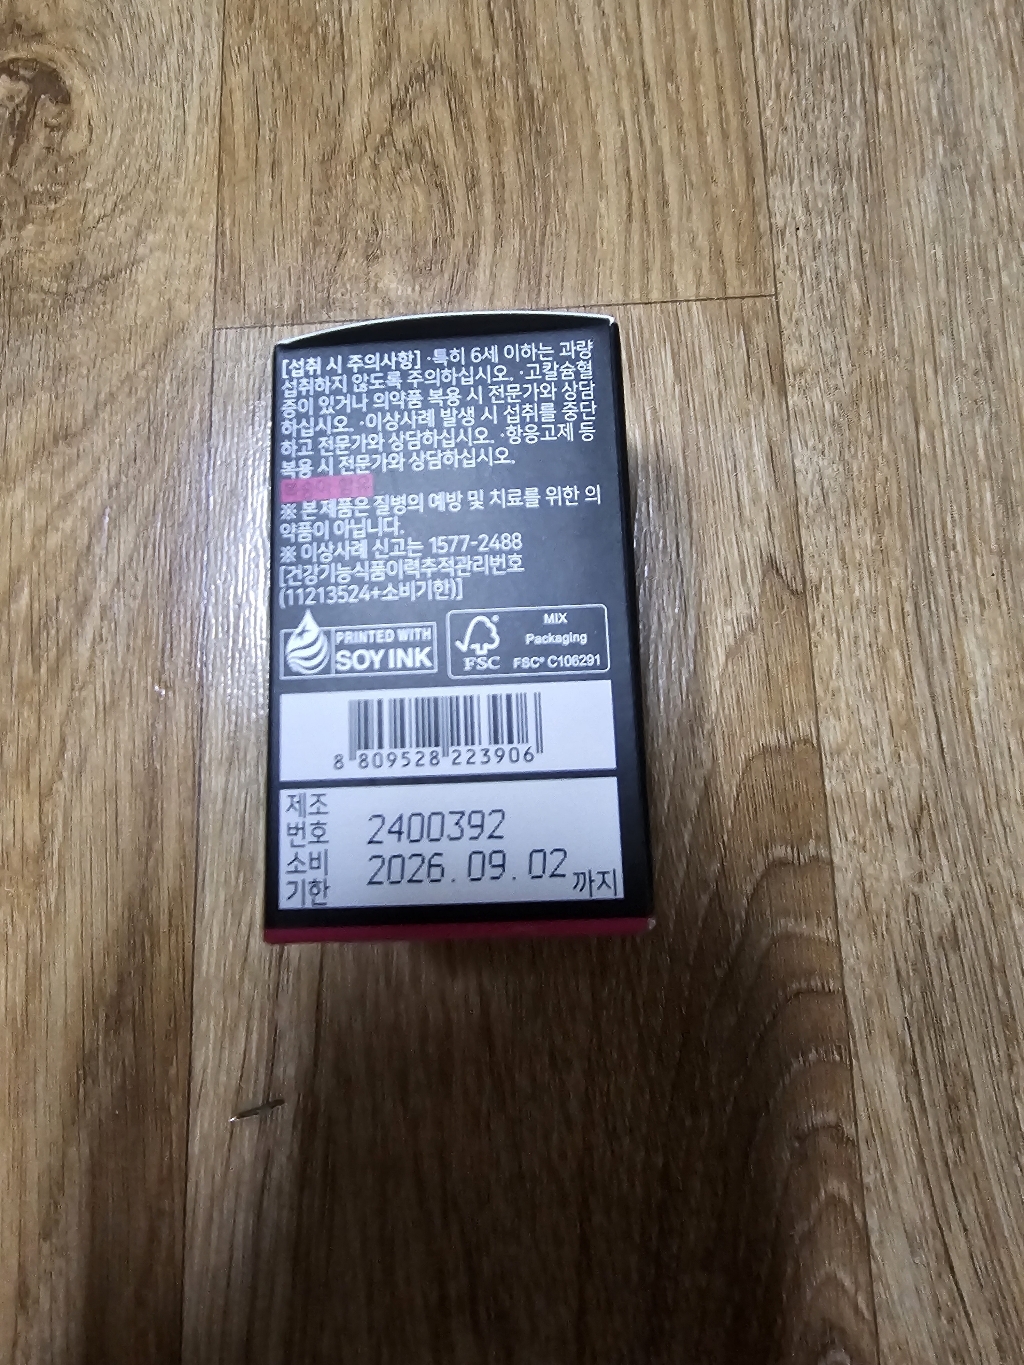 [섭취 시 주의사항] ·특히 6세 이하는 과량
섭취하지 않도록 주의하십시오. ·고칼슘혈
증이 있거나 의약품 복용 시 전문가와 상담
하십시오. ·이상사례 발생 시 섭취를 중단
하고 전문가와 상담하십시오. ·항응고제 등
복용 시 전문가와 상담하십시오.
함유
※ 본 제품은 질병의 예방 및 치료를 위한 의
약품이 아닙니다.
※ 이상사례 신고는 1577-2488
[건강기능식품이력추적관리번호
(11213524+소비기한)]
PRINTED WITH
SOY INK
FSC
MIX
Packaging
FSC® C106291
8 809528 223906
제조
번호 2400392
소비
기한 2026.09.02 까지